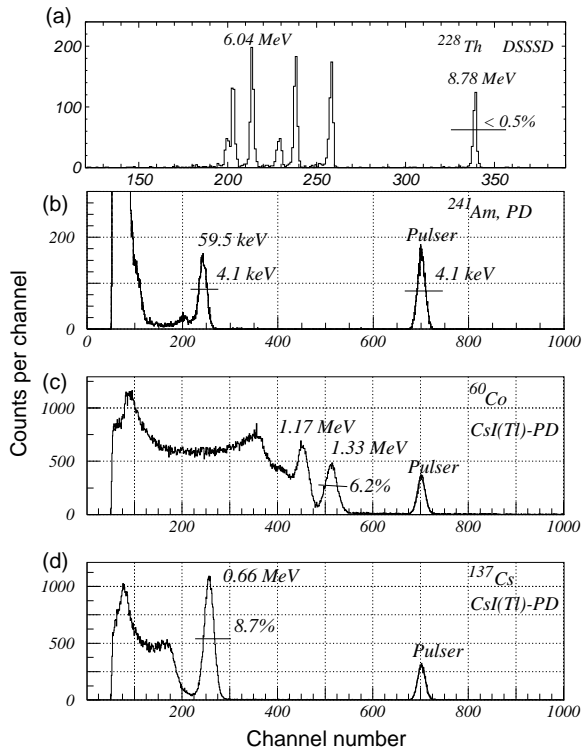 (a)
6.04 MeV
²²⁸Th DSSSD
8.78 MeV
< 0.5%
200
100
0
150
200
250
300
350
(b)
²⁴¹Am, PD
59.5 keV
Pulser
4.1 keV
4.1 keV
200
0
0
200
400
600
800
1000
(c)
⁶⁰Co
CsI(Tl)-PD
1.17 MeV
1.33 MeV
Pulser
6.2%
1000
500
0
0
200
400
600
800
1000
(d)
0.66 MeV
¹³⁷Cs
CsI(Tl)-PD
8.7%
Pulser
1000
500
0
0
200
400
600
800
1000
Counts per channel
Channel number